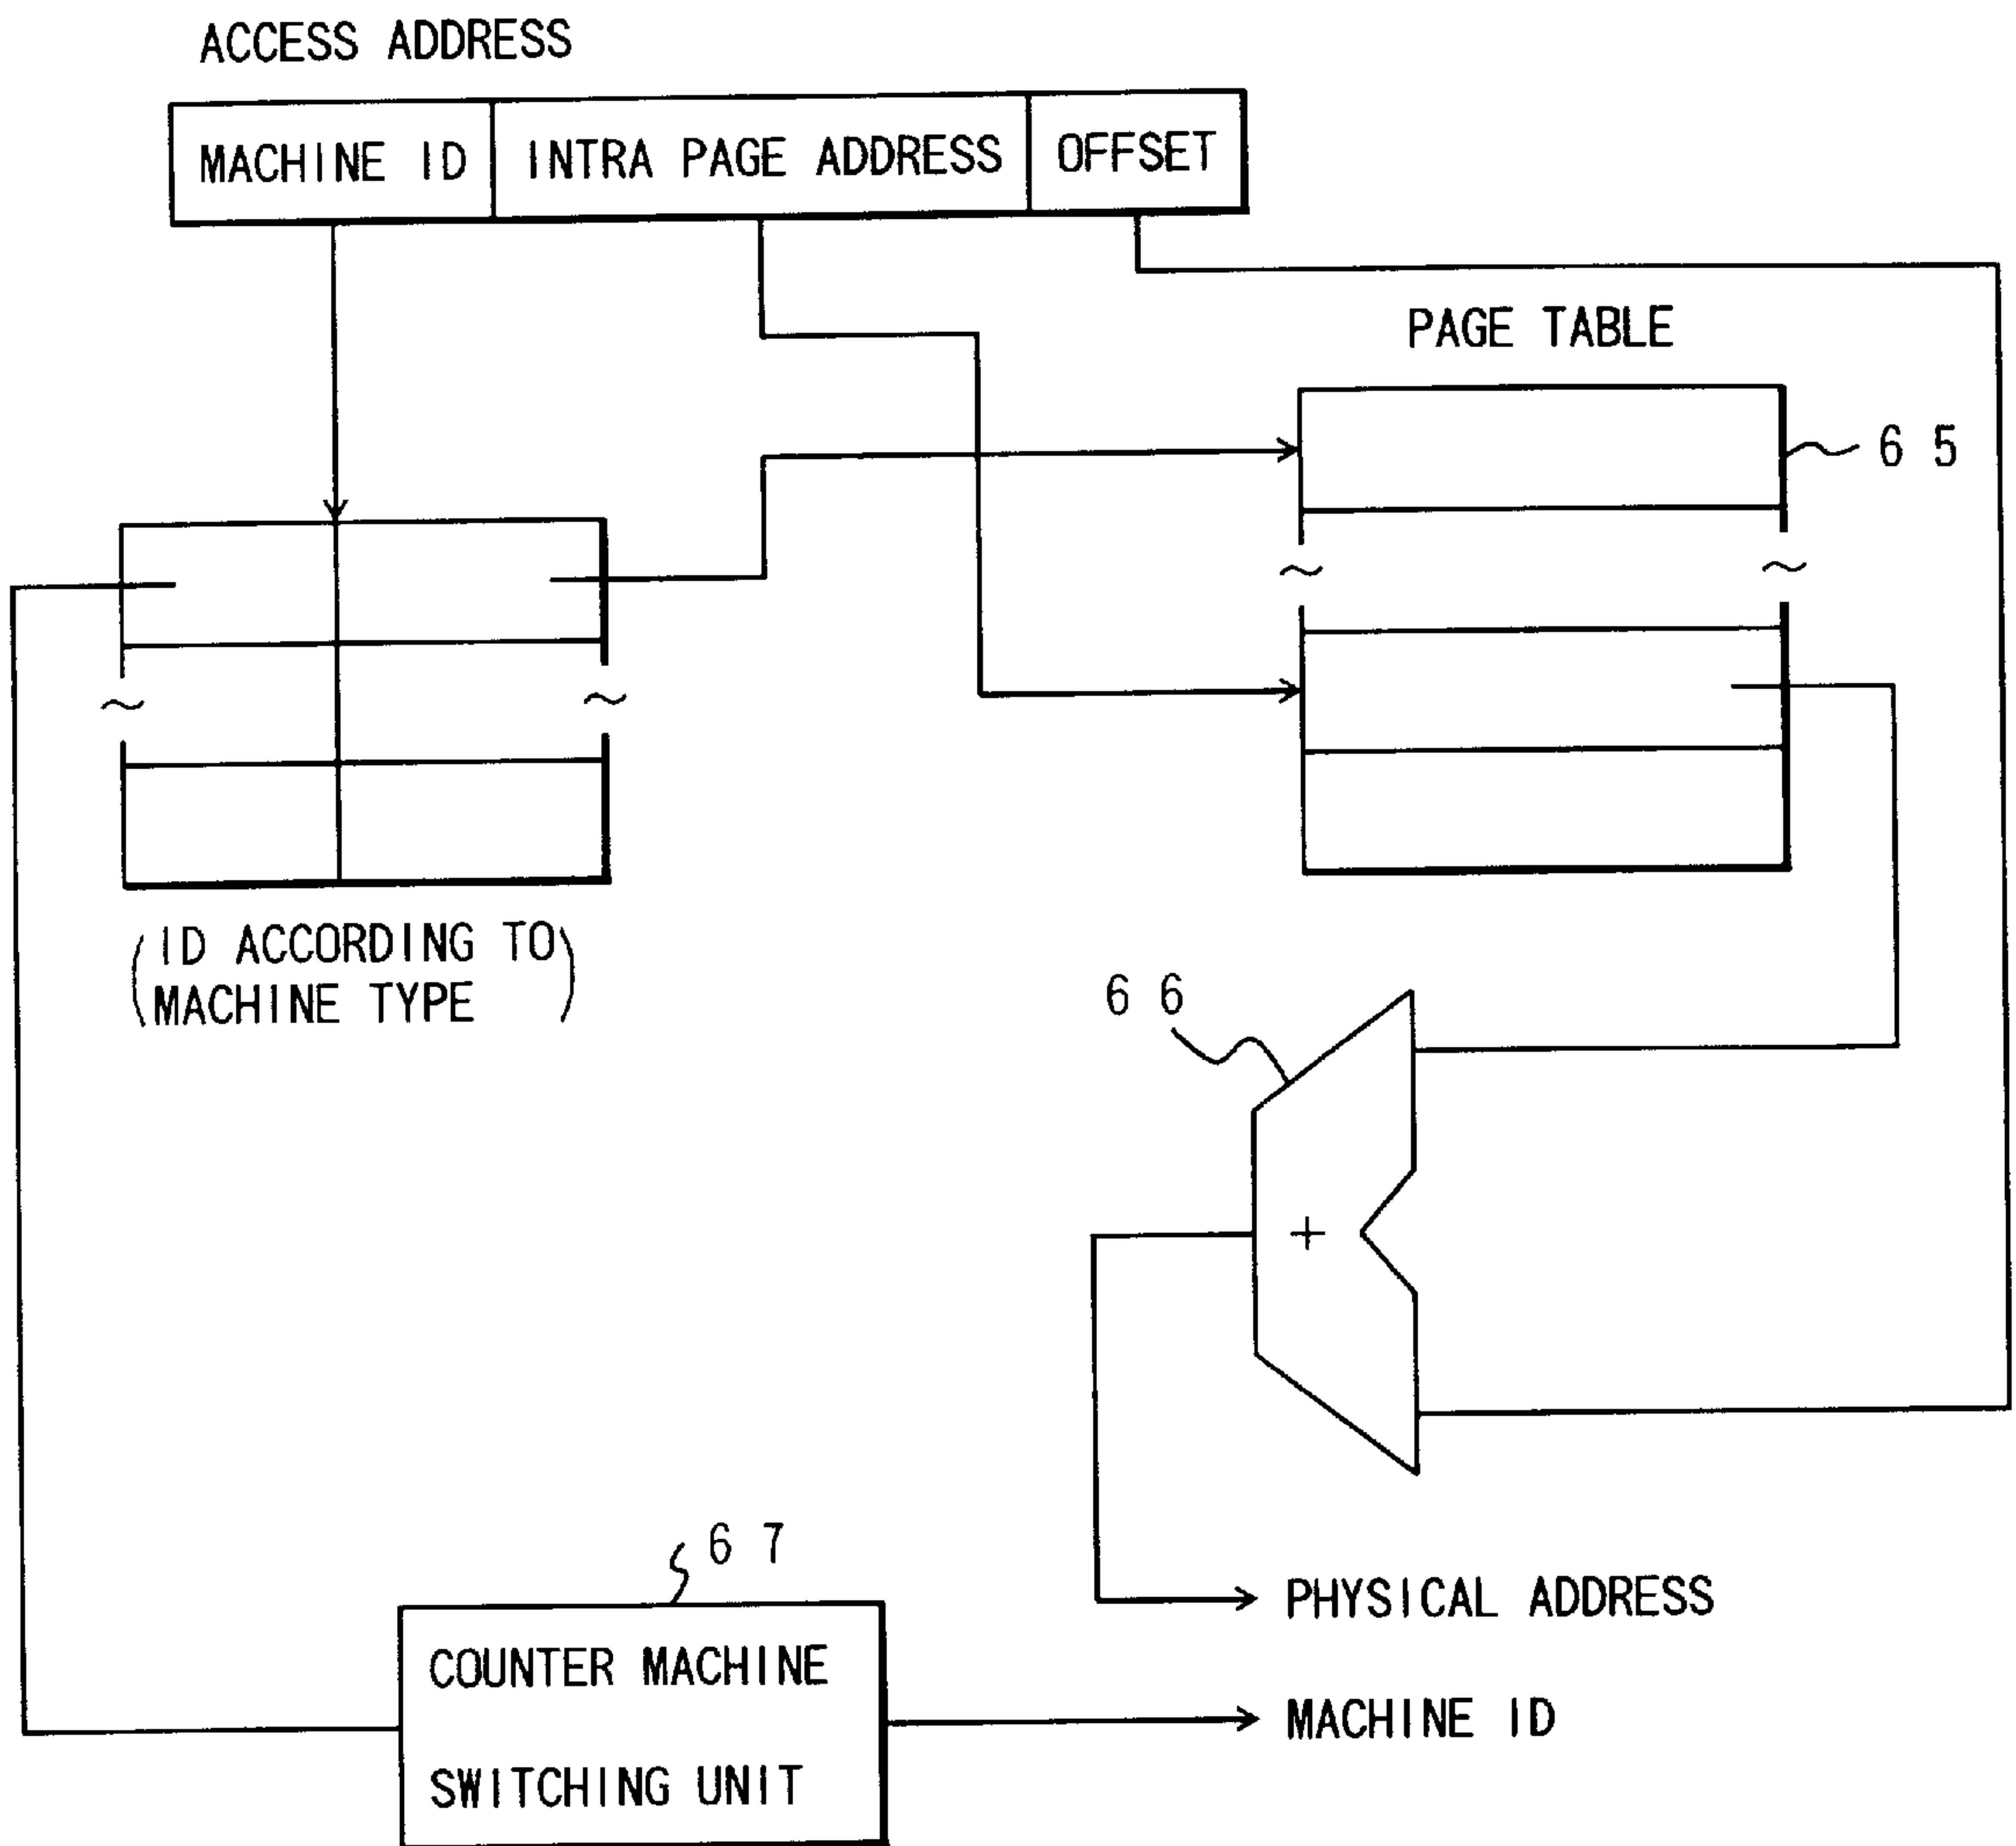 ACCESS ADDRESS
MACHINE ID INTRA PAGE ADDRESS OFFSET
PAGE TABLE
65
~ ~
~ ~
(ID ACCORDING TO
MACHINE TYPE)
66
+
67
PHYSICAL ADDRESS
COUNTER MACHINE
MACHINE ID
SWITCHING UNIT